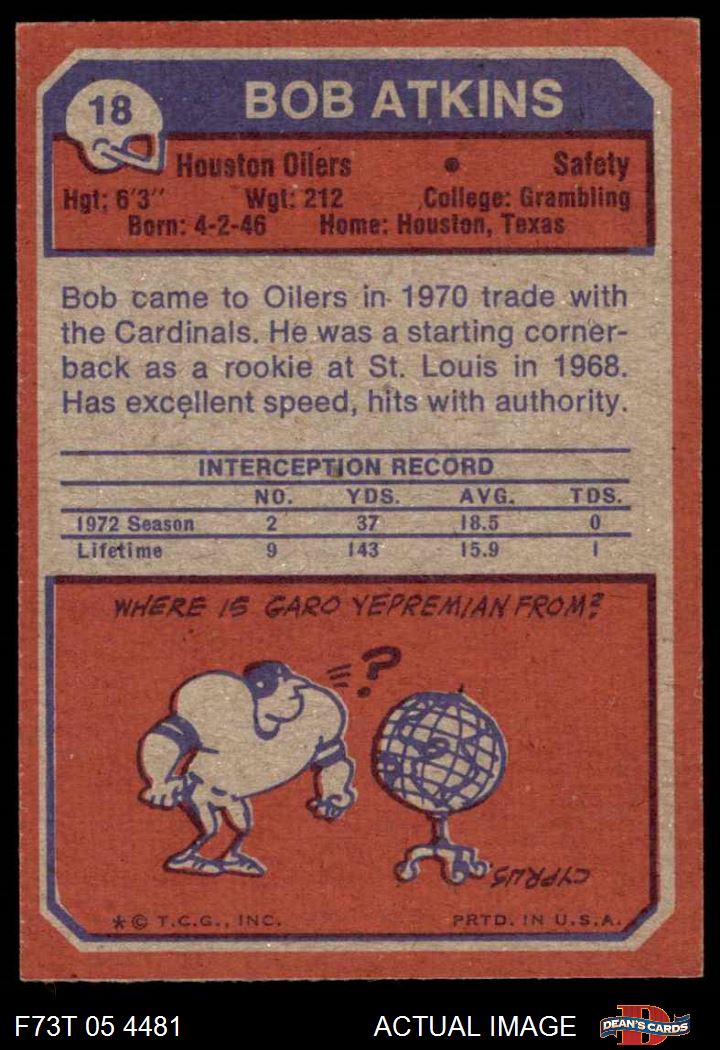 18
BOB ATKINS
Houston Oilers • Safety
Hgt: 6'3" Wgt: 212 College: Grambling
Born: 4-2-46 Home: Houston, Texas
Bob came to Oilers in 1970 trade with
the Cardinals. He was a starting corner-
back as a rookie at St. Louis in 1968.
Has excellent speed, hits with authority.
INTERCEPTION RECORD
NO. YDS. AVG. TDS.
1972 Season 2 37 18.5 0
Lifetime 9 143 15.9 1
WHERE IS GARO YEPREMIAN FROM?
?
CYPRUS.
* © T.C.G., INC. PRTD. IN U.S.A.
F73T 05 4481 ACTUAL IMAGE
D
DEAN'S CARDS